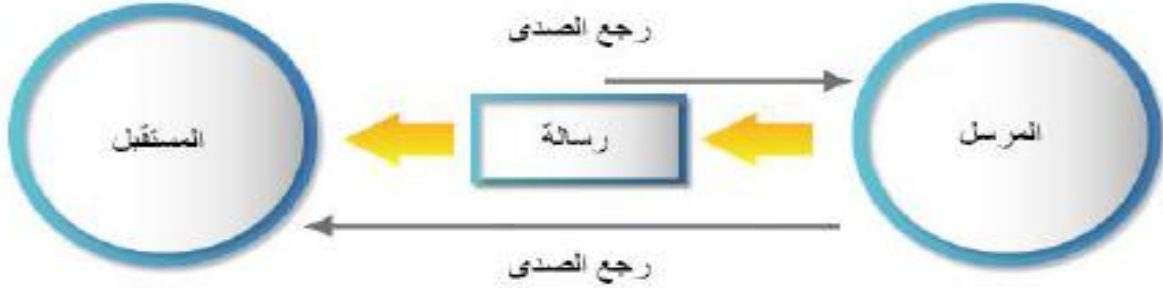 رجع الصدى
المرسل
رسالة
المستقبل
رجع الصدى